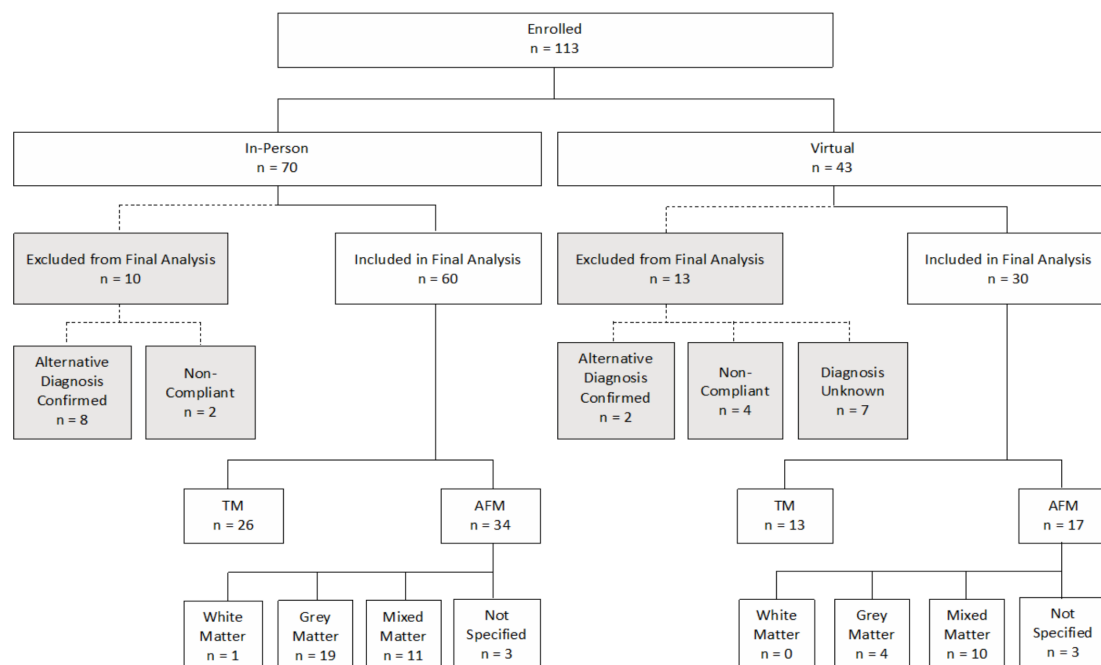 Enrolled
n = 113
In-Person
n = 70
Virtual
n = 43
Excluded from Final Analysis
n = 10
Included in Final Analysis
n = 60
Excluded from Final Analysis
n = 13
Included in Final Analysis
n = 30
Alternative
Diagnosis
Confirmed
n = 8
Non-
Compliant
n = 2
Alternative
Diagnosis
Confirmed
n = 2
Non-
Compliant
n = 4
Diagnosis
Unknown
n = 7
TM
n = 26
AFM
n = 34
TM
n = 13
AFM
n = 17
White
Matter
n = 1
Grey
Matter
n = 19
Mixed
Matter
n = 11
Not
Specified
n = 3
White
Matter
n = 0
Grey
Matter
n = 4
Mixed
Matter
n = 10
Not
Specified
n = 3